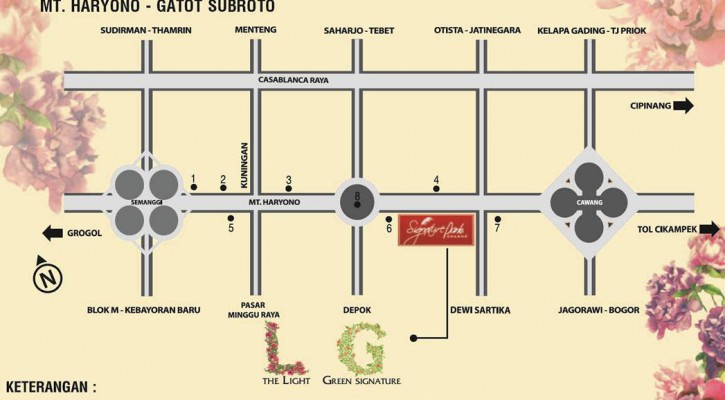 MT. HARYONO - GATOT SUBROTO
SUDIRMAN - THAMRIN
MENTENG
SAHARJO - TEBET
OTISTA - JATINEGARA
KELAPA GADING - TJ PRIOK
CASABLANCA RAYA
CIPINANG
KUNINGAN
1
2
3
8
4
SEMANGGI
MT. HARYONO
CAWANG
5
6
Signature Park
GRANDE
7
GROGOL
TOL CIKAMPEK
N
BLOK M - KEBAYORAN BARU
PASAR
MINGGU RAYA
DEPOK
DEWI SARTIKA
JAGORAWI - BOGOR
L
G
THE LIGHT
GREEN SIGNATURE
KETERANGAN :